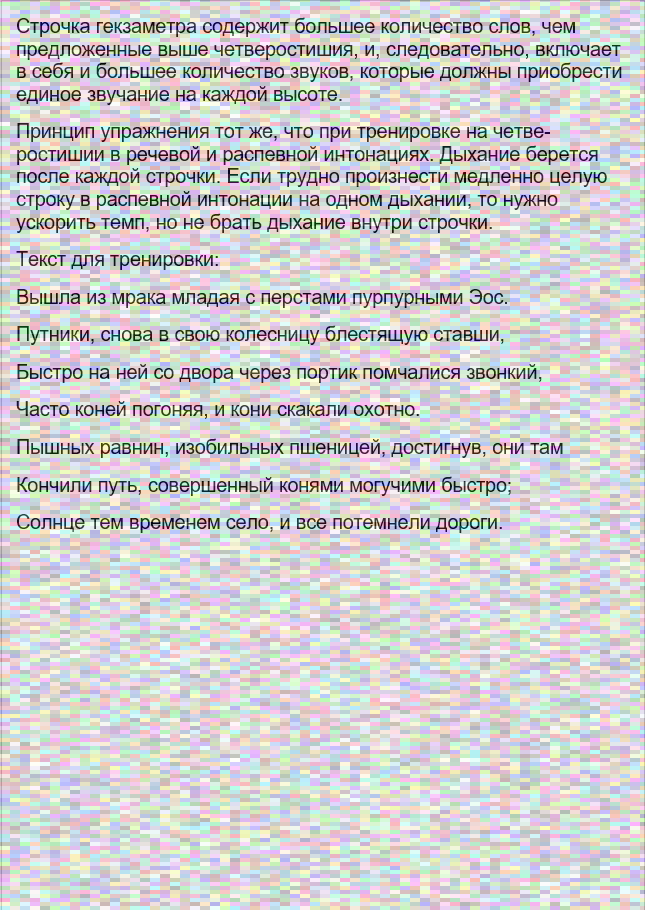 Строчка гекзаметра содержит большее количество слов, чем
предложенные выше четверостишия, и, следовательно, включает
в себя и большее количество звуков, которые должны приобрести
единое звучание на каждой высоте.
Принцип упражнения тот же, что при тренировке на четве-
ростишии в речевой и распевной интонациях. Дыхание берется
после каждой строчки. Если трудно произнести медленно целую
строку в распевной интонации на одном дыхании, то нужно
ускорить темп, но не брать дыхание внутри строчки.
Текст для тренировки:
Вышла из мрака младая с перстами пурпурными Эос.
Путники, снова в свою колесницу блестящую ставши,
Быстро на ней со двора через портик помчалися звонкий,
Часто коней погоняя, и кони скакали охотно.
Пышных равнин, изобильных пшеницей, достигнув, они там
Кончили путь, совершенный конями могучими быстро;
Солнце тем временем село, и все потемнели дороги.